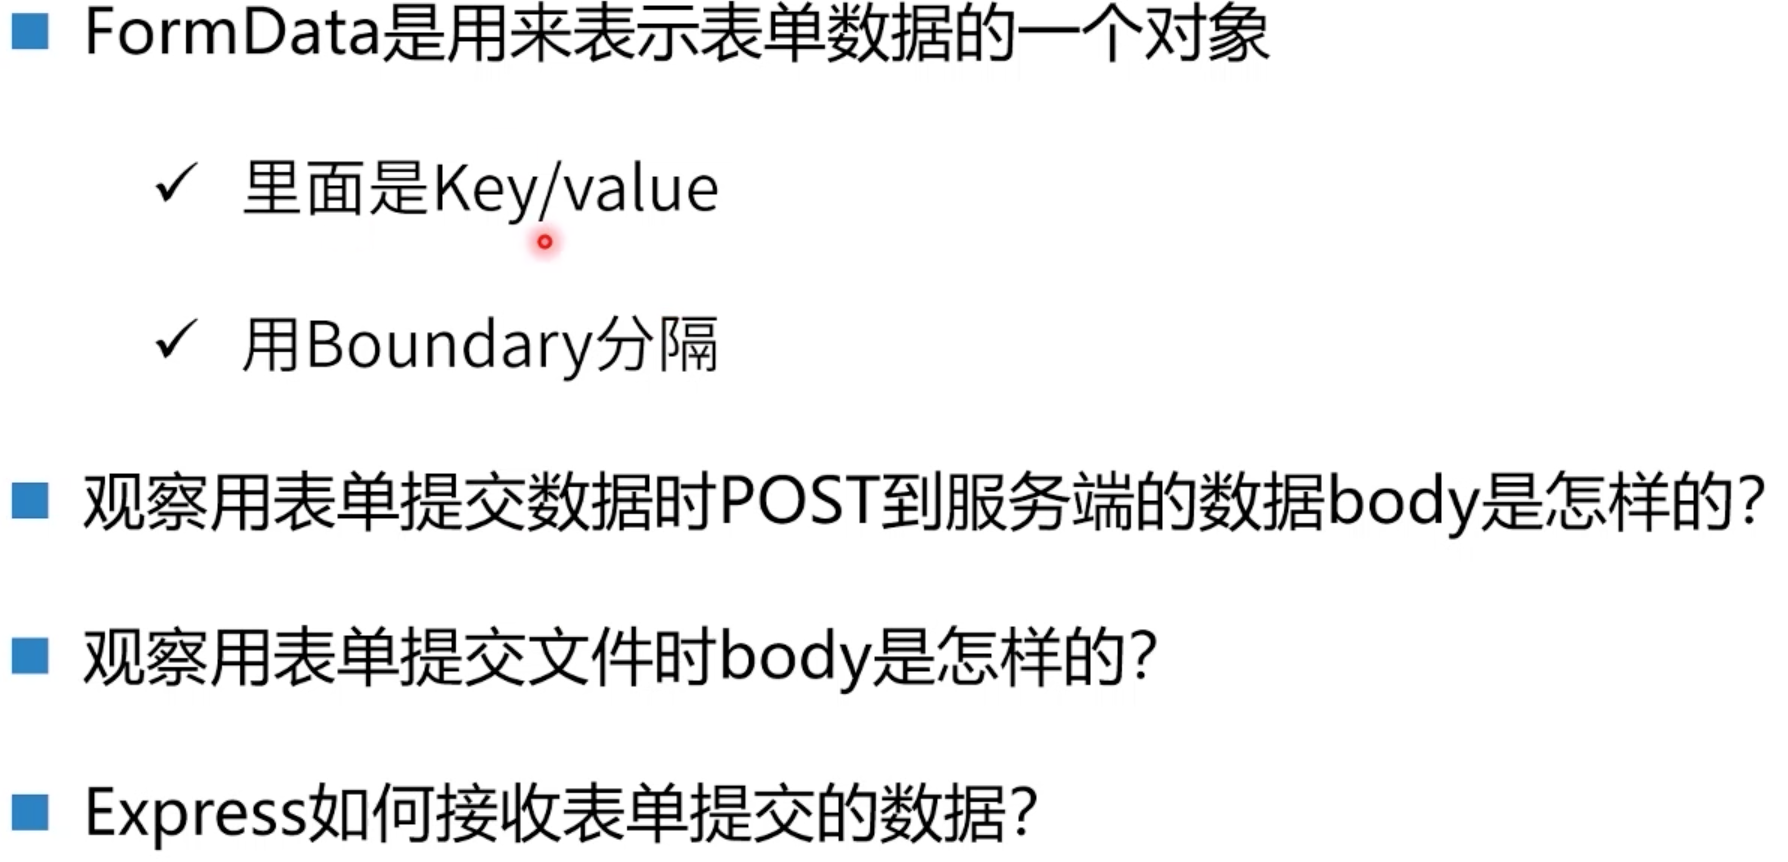 FormData是用来表示表单数据的一个对象
里面是Key/value
用Boundary分隔
观察用表单提交数据时POST到服务端的数据body是怎样的？
观察用表单提交文件时body是怎样的？
Express如何接收表单提交的数据？